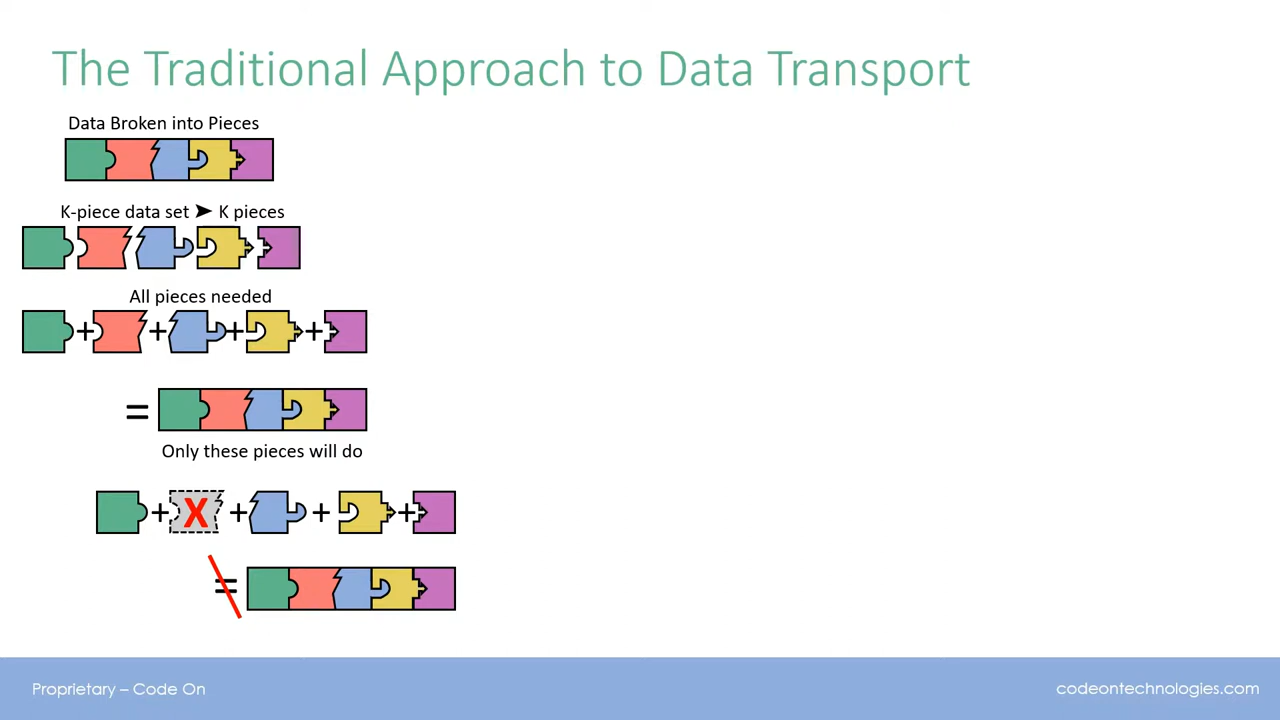 The Traditional Approach to Data Transport
Data Broken into Pieces
K-piece data set ➤ K pieces
All pieces needed
+ + + +
=
Only these pieces will do
+ X + + +
≠
Proprietary – Code On
codeontechnologies.com